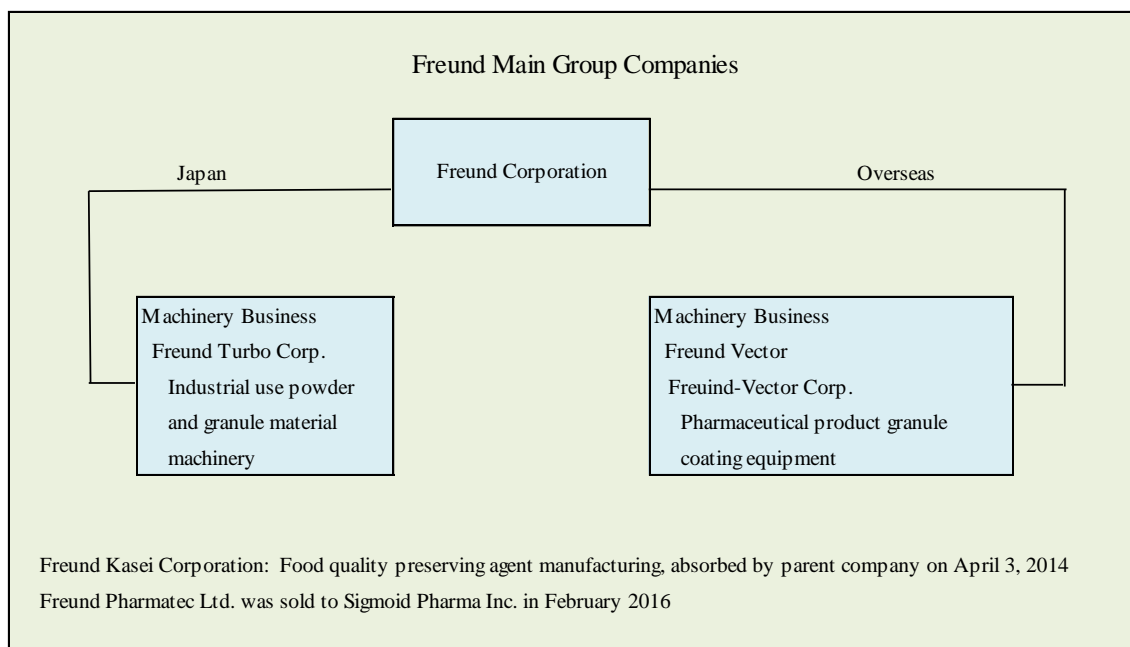 Freund Main Group Companies
Freund Corporation
Japan
Overseas
Machinery Business
Freund Turbo Corp.
Industrial use powder
and granule material
machinery
Machinery Business
Freund Vector
Freuind-Vector Corp.
Pharmaceutical product granule
coating equipment
Freund Kasei Corporation: Food quality preserving agent manufacturing, absorbed by parent company on April 3, 2014
Freund Pharmatec Ltd. was sold to Sigmoid Pharma Inc. in February 2016